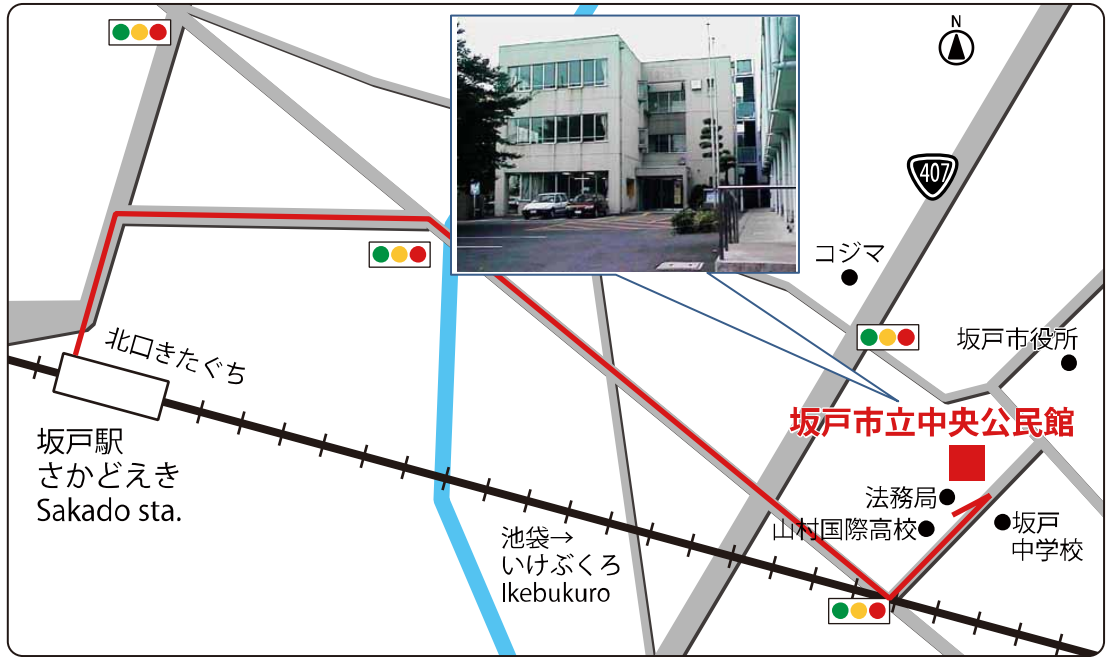 N
407
コジマ
坂戸市役所
北口きたぐち
坂戸市立中央公民館
坂戸駅
さかどえき
Sakado sta.
法務局
山村国際高校
坂戸
中学校
池袋→
いけぶくろ
Ikebukuro